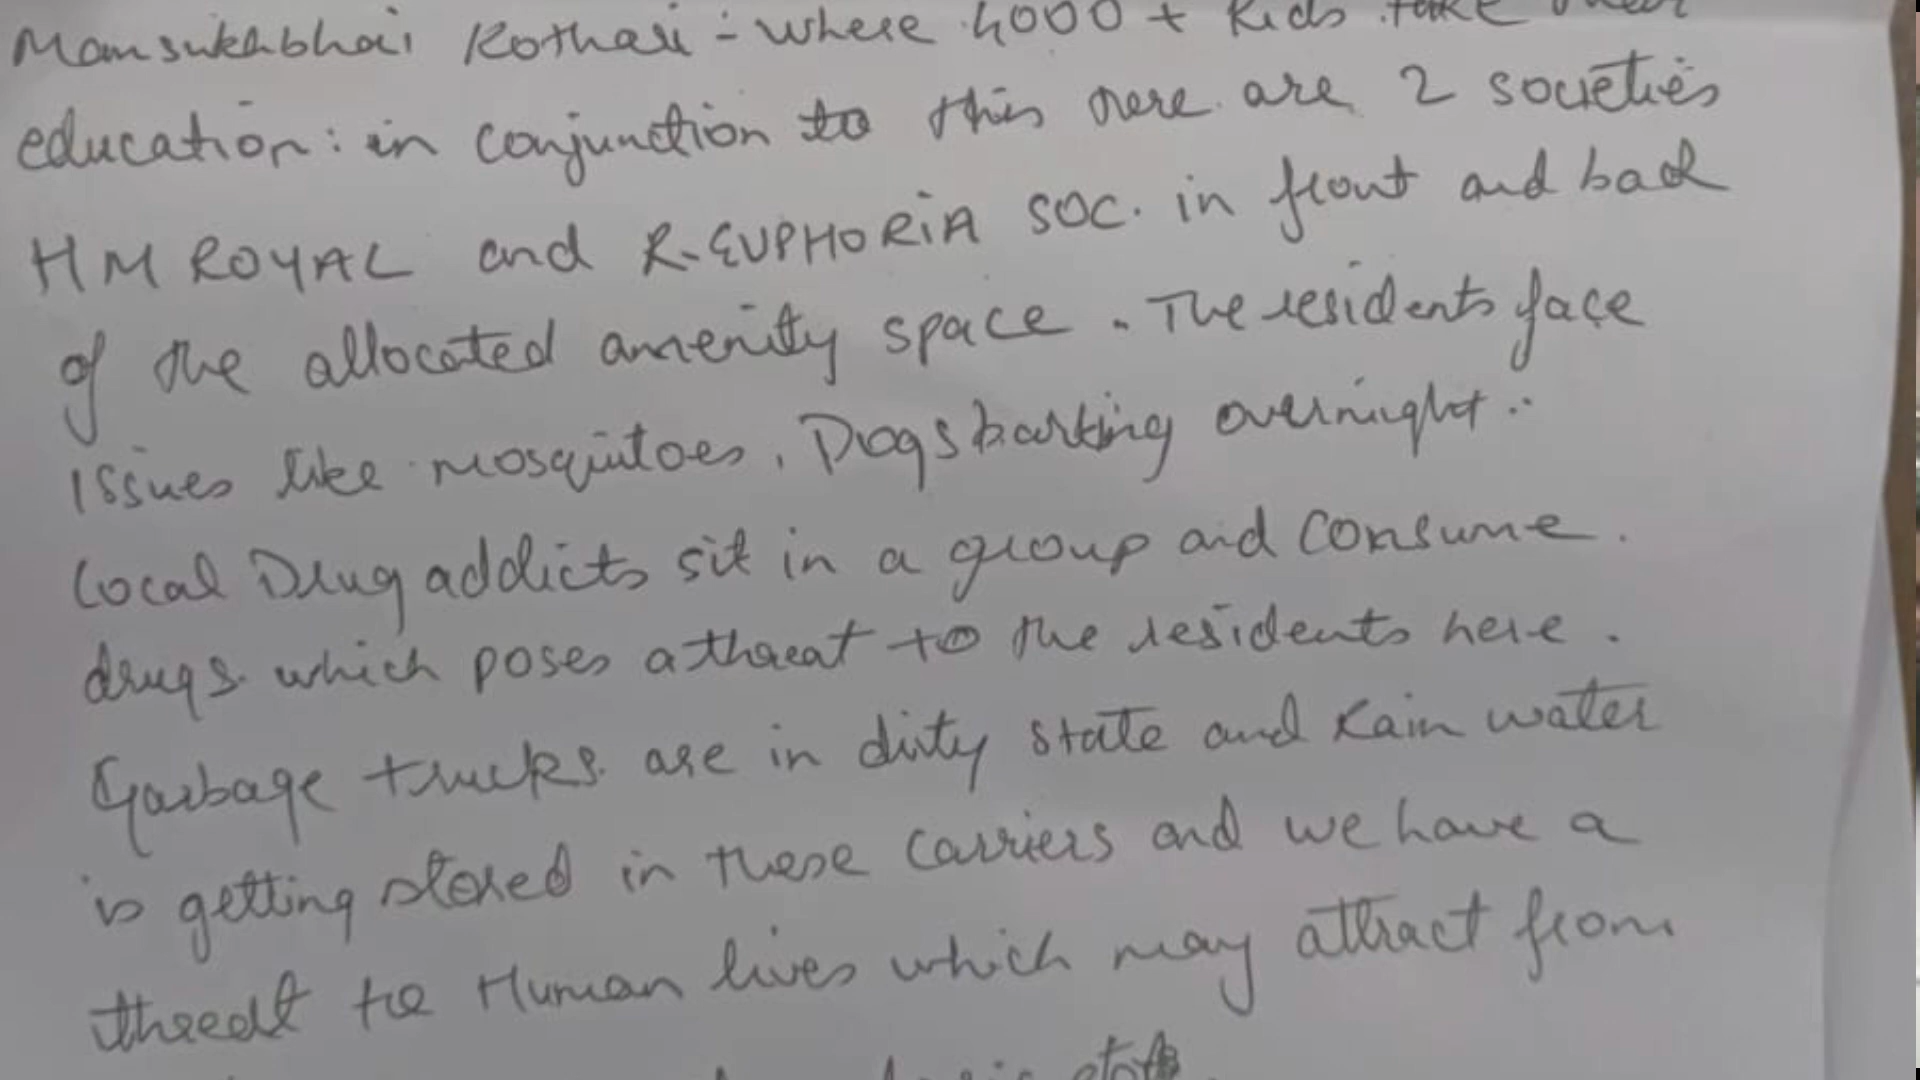 Mansukhbhai Kothari - where 4000 + kids take their
education: in conjunction to this there are 2 societies
HM ROYAL and R-EUPHORIA SOC. in front and back
of the allocated amenity space. The residents face
issues like mosquitoes, Dogs barking overnight..
Local Drug addicts sit in a group and consume.
drugs. which poses a threat to the residents here.
Garbage trucks. are in dirty state and Rain water
is getting stored in these carriers and we have a
threat to Human lives which may attract from